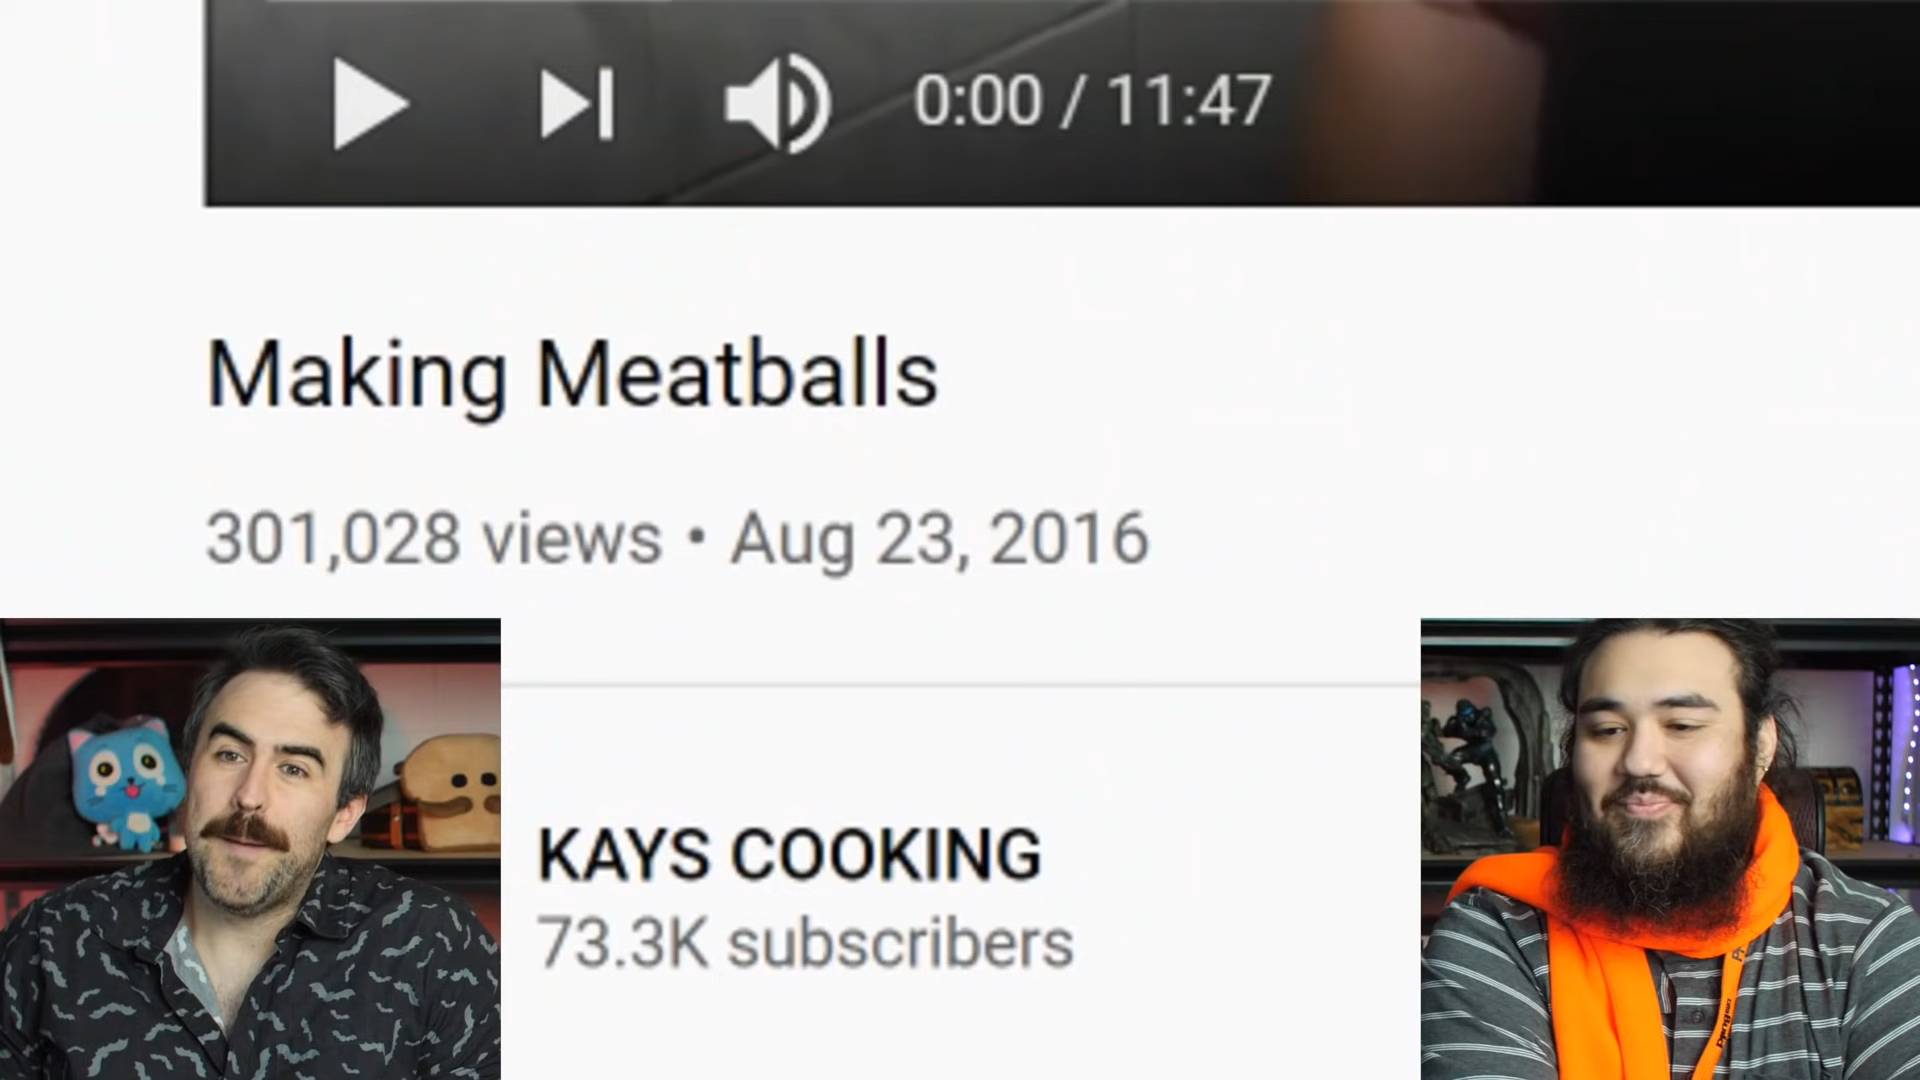 0:00 / 11:47
Making Meatballs
301,028 views • Aug 23, 2016
KAYS COOKING
73.3K subscribers